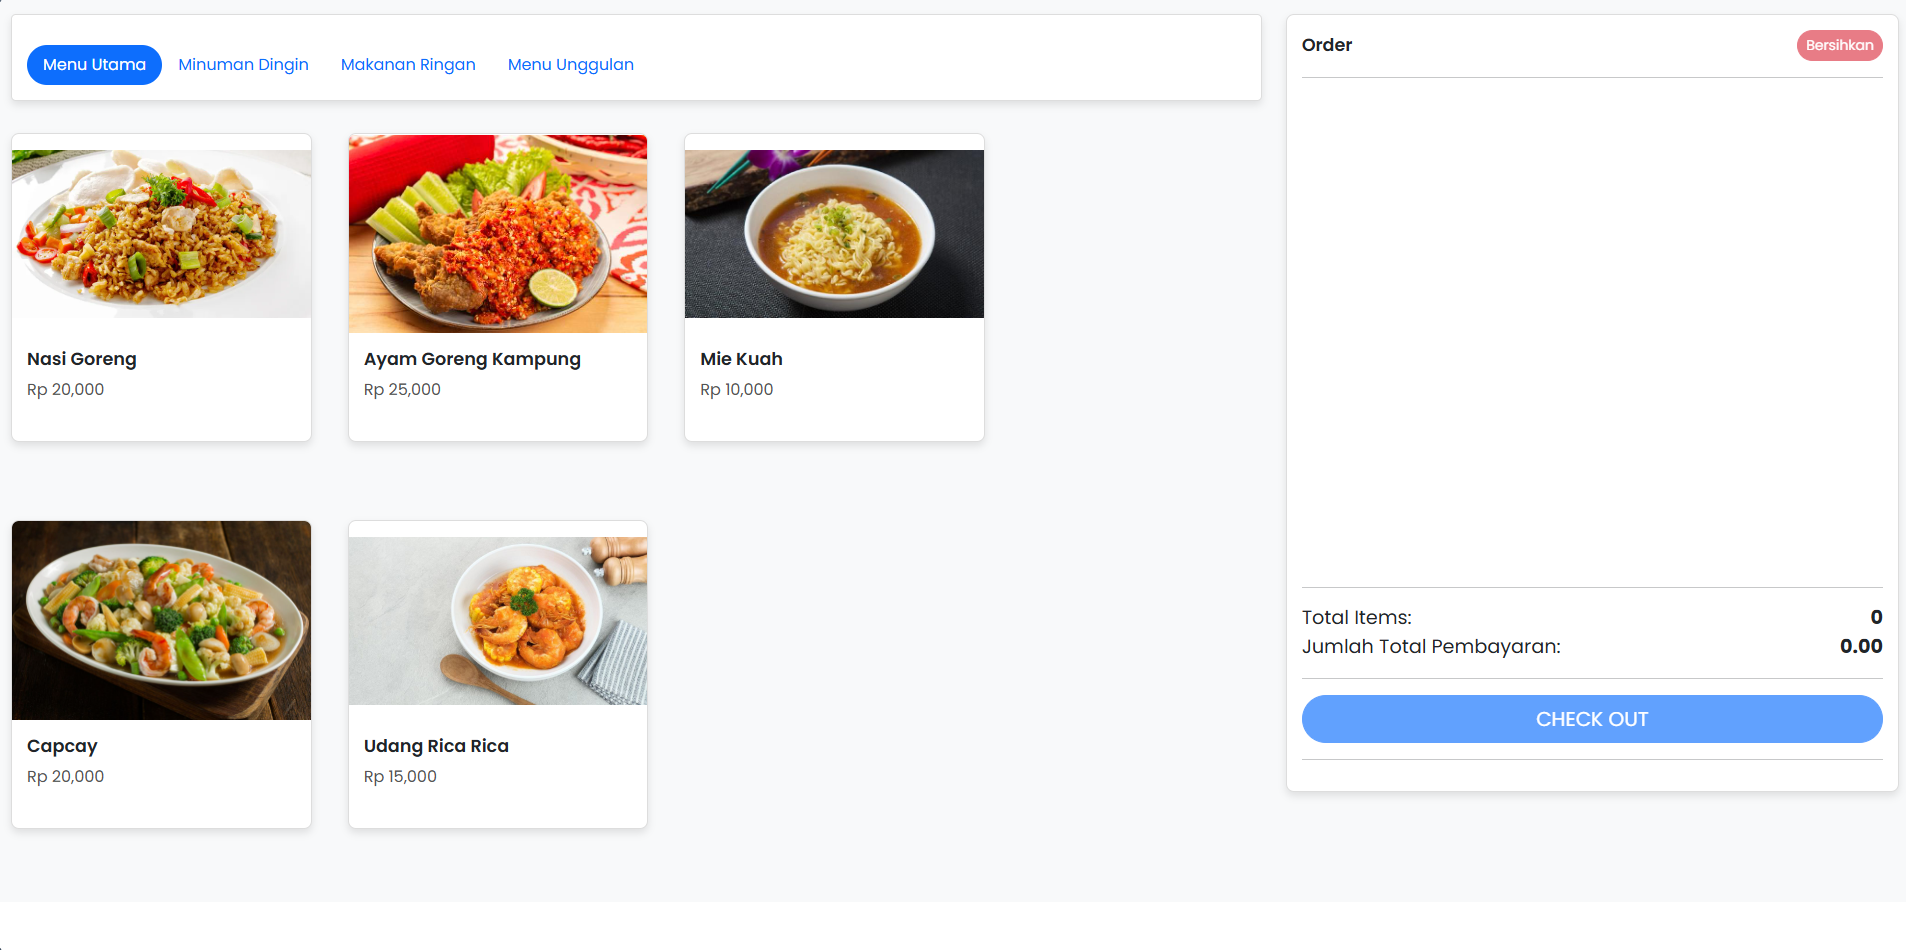 Menu Utama
Minuman Dingin
Makanan Ringan
Menu Unggulan
Nasi Goreng
Rp 20,000
Ayam Goreng Kampung
Rp 25,000
Mie Kuah
Rp 10,000
Capcay
Rp 20,000
Udang Rica Rica
Rp 15,000
Order
Bersihkan
Total Items: 0
Jumlah Total Pembayaran: 0.00
CHECK OUT